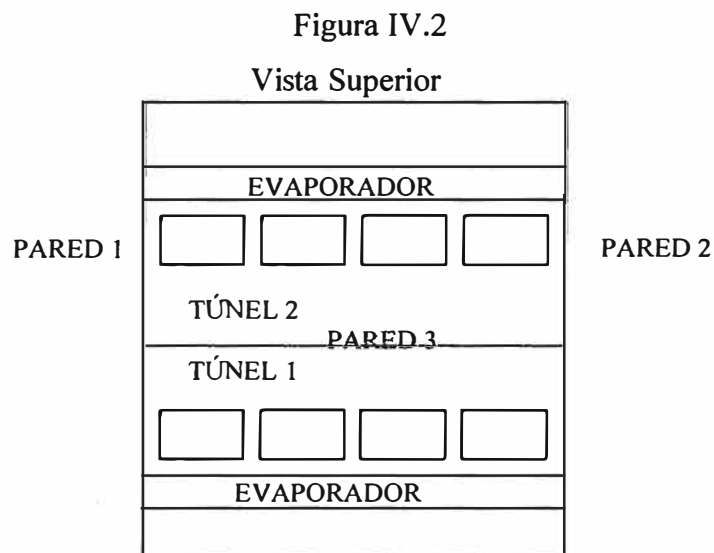 Figura IV.2
Vista Superior
EVAPORADOR
PARED 1
PARED 2
TÚNEL 2
PARED 3
TÚNEL 1
EVAPORADOR